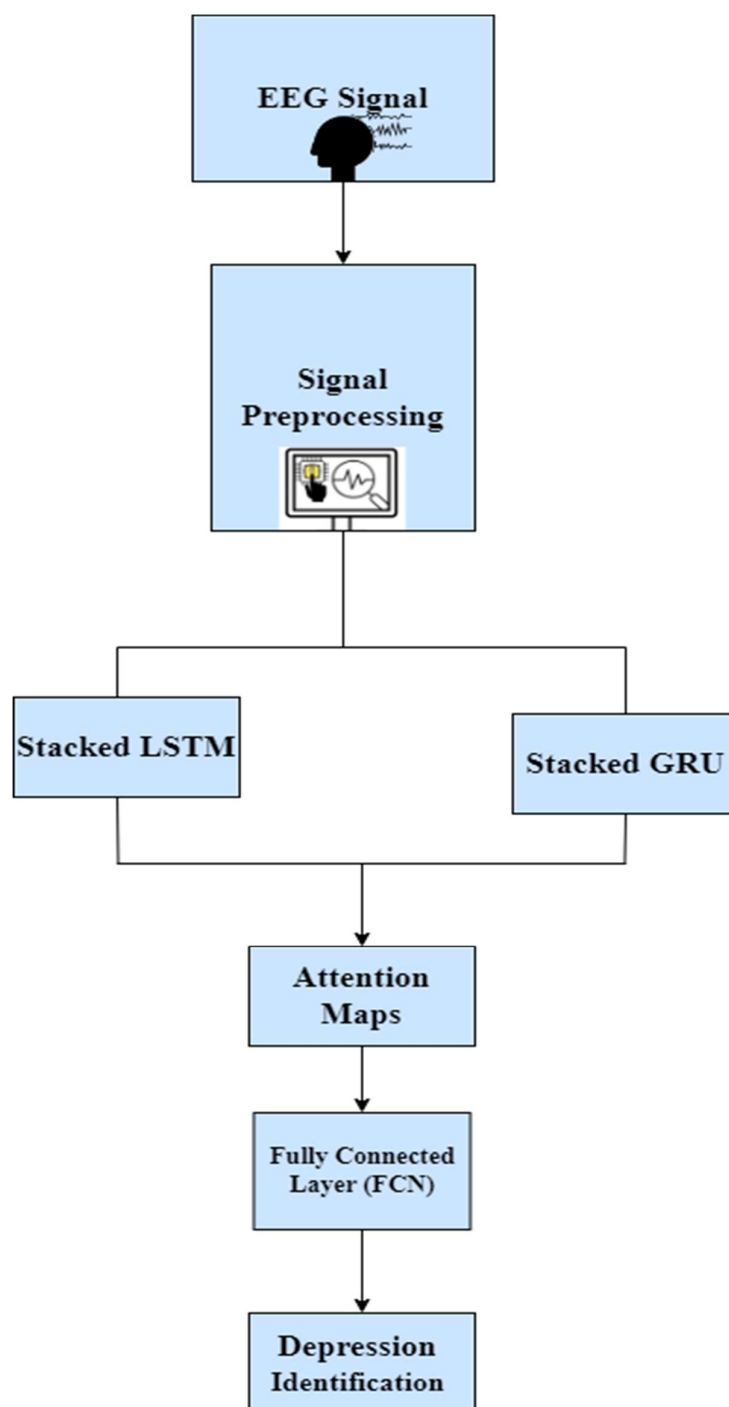 EEG Signal
Signal
Preprocessing
Stacked LSTM
Stacked GRU
Attention
Maps
Fully Connected
Layer (FCN)
Depression
Identification